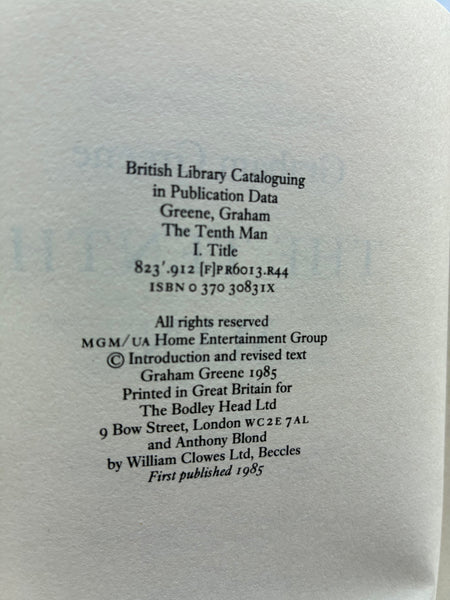 British Library Cataloguing
in Publication Data
Greene, Graham
The Tenth Man
I. Title
823'.912 [F]PR6013.R44
ISBN 0 370 30831X
All rights reserved
MGM/UA Home Entertainment Group
© Introduction and revised text
Graham Greene 1985
Printed in Great Britain for
The Bodley Head Ltd
9 Bow Street, London WC2E 7AL
and Anthony Blond
by William Clowes Ltd, Beccles
First published 1985